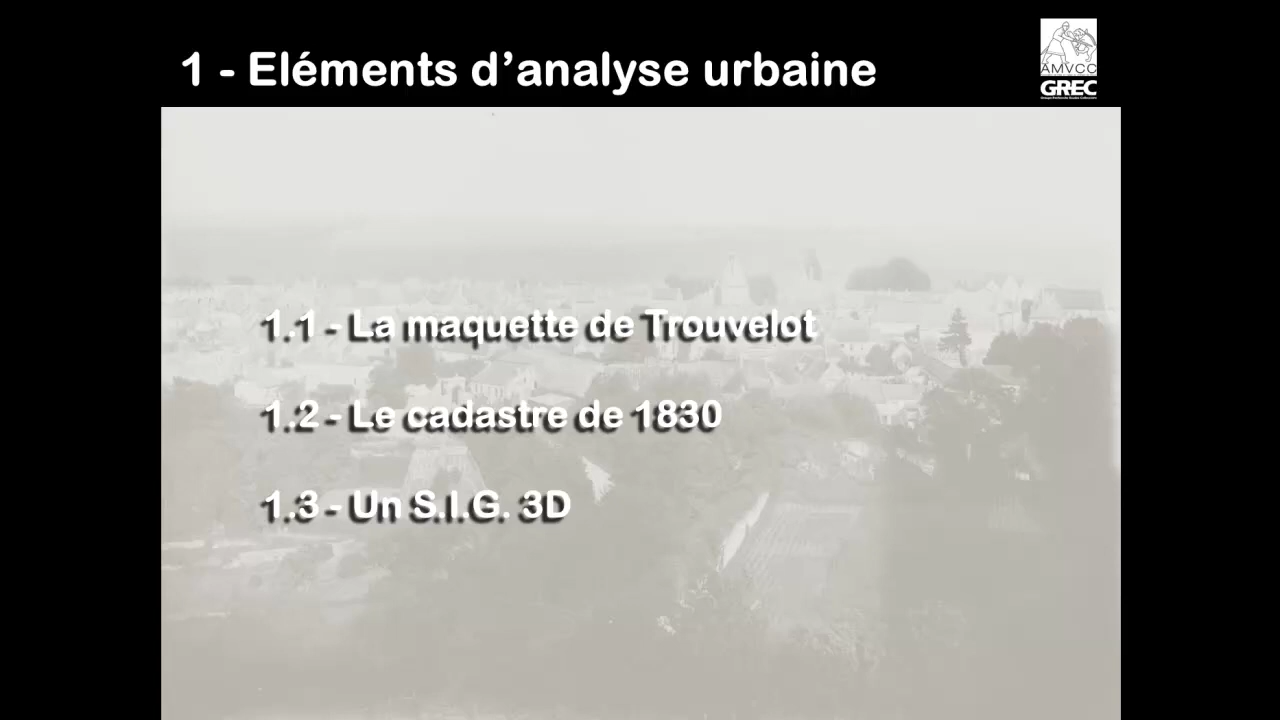 1 - Eléments d’analyse urbaine
AMVCC
GREC
1.1 - La maquette de Trouvelot
1.2 - Le cadastre de 1830
1.3 - Un S.I.G. 3D